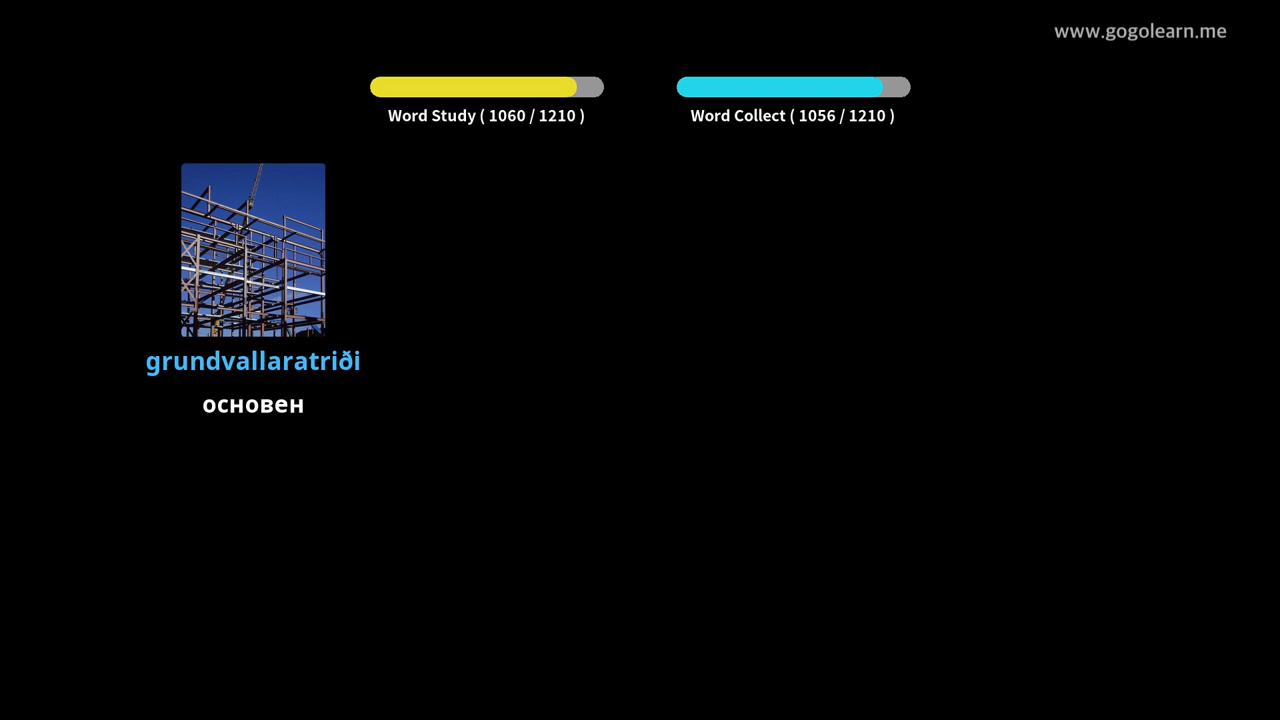 www.gogolearn.me
Word Study ( 1060 / 1210 )
Word Collect ( 1056 / 1210 )
grundvallaratriði
основен